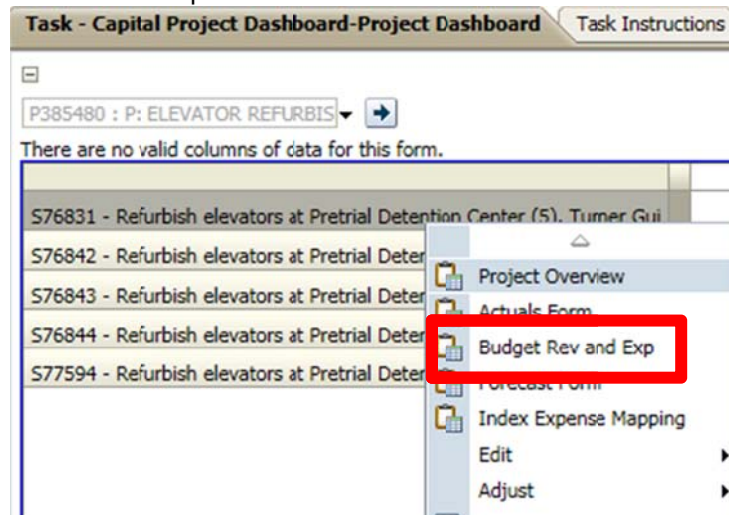 Task - Capital Project Dashboard-Project Dashboard
Task Instructions
P385480 : P: ELEVATOR REFURBIS
There are no valid columns of data for this form.
S76831 - Refurbish elevators at Pretrial Detention Center (5), Turner Gui
S76842 - Refurbish elevators at Pretrial Deter
S76843 - Refurbish elevators at Pretrial Deter
S76844 - Refurbish elevators at Pretrial Deter
S77594 - Refurbish elevators at Pretrial Deter
Project Overview
Actuals Form
Budget Rev and Exp
Forecast Form
Index Expense Mapping
Edit
Adjust